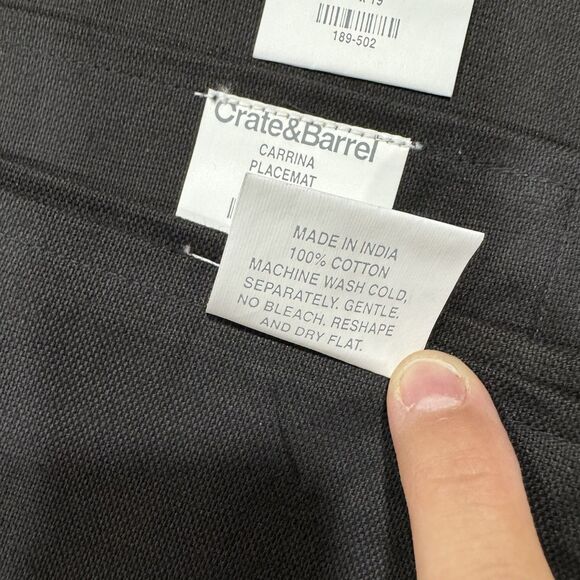 19
189-502
Crate&Barrel
CARRINA
PLACEMAT
MADE IN INDIA
100% COTTON
MACHINE WASH COLD,
SEPARATELY. GENTLE.
NO BLEACH. RESHAPE
AND DRY FLAT.